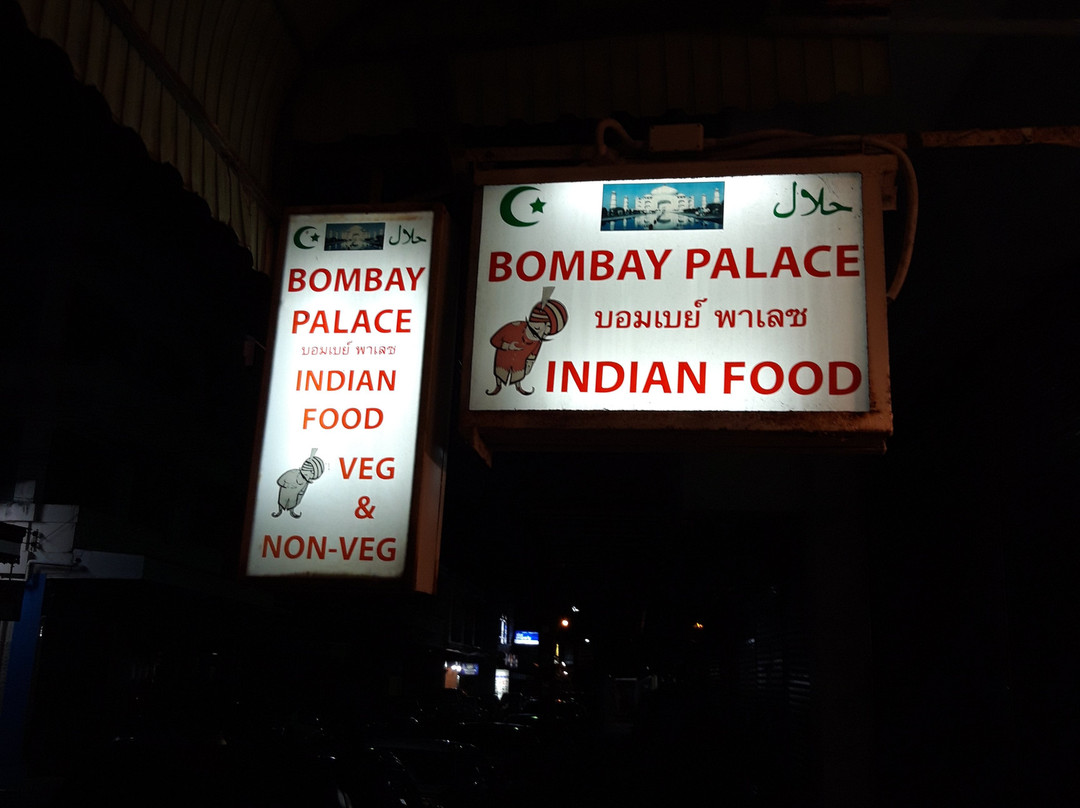 حلال
BOMBAY
PALACE
บอมเบย์ พาเลซ
INDIAN
FOOD
VEG
&
NON-VEG
حلال
BOMBAY PALACE
บอมเบย์ พาเลซ
INDIAN FOOD